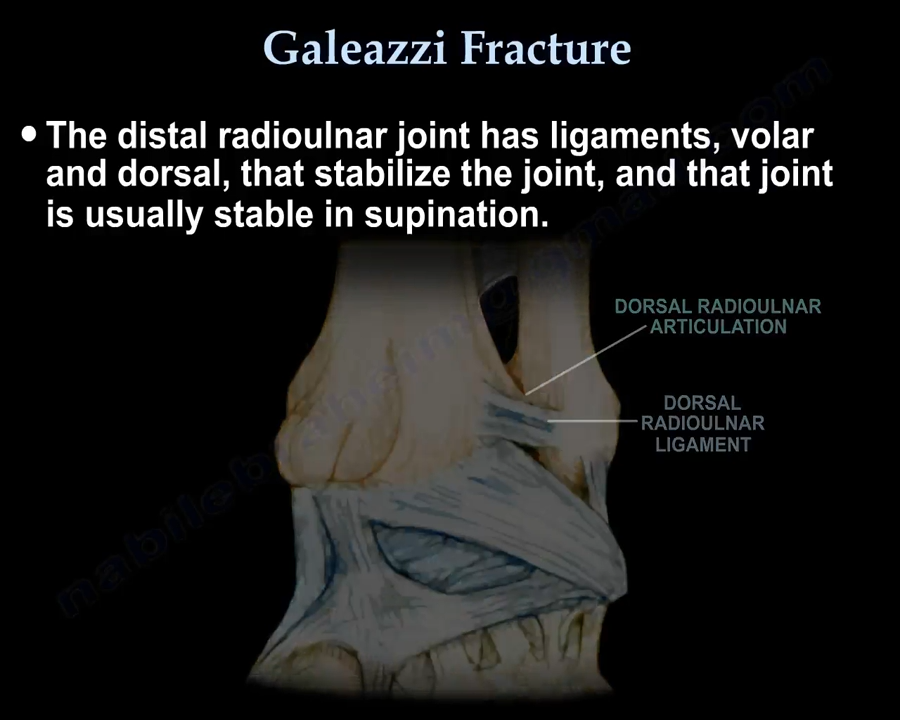 Galeazzi Fracture
• The distal radioulnar joint has ligaments, volar
and dorsal, that stabilize the joint, and that joint
is usually stable in supination.
DORSAL RADIOULNAR
ARTICULATION
DORSAL
RADIOULNAR
LIGAMENT